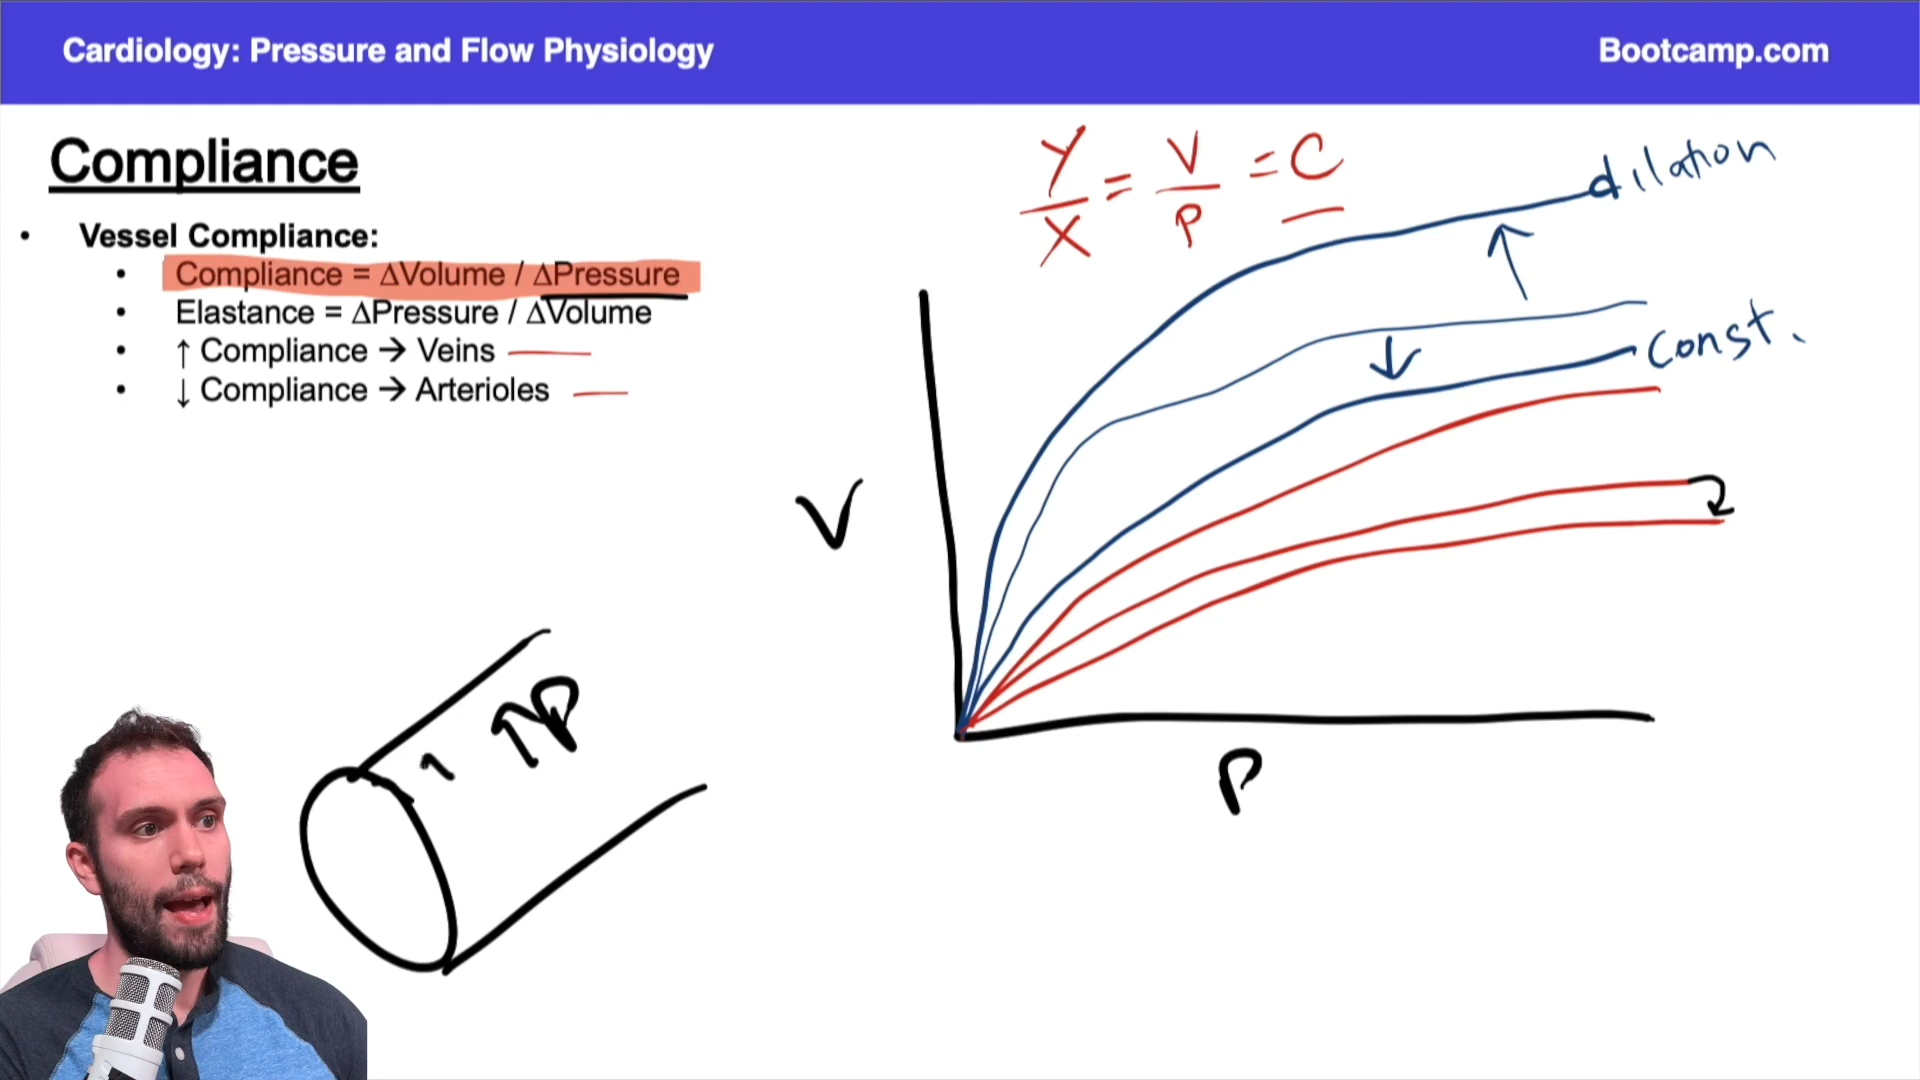 Cardiology: Pressure and Flow Physiology
Bootcamp.com
Compliance
• Vessel Compliance:
• Compliance = ΔVolume / ΔPressure
• Elastance = ΔPressure / ΔVolume
• ↑ Compliance → Veins
• ↓ Compliance → Arterioles
Y/X = V/P = C
dilation
Const.
V
P
↑P